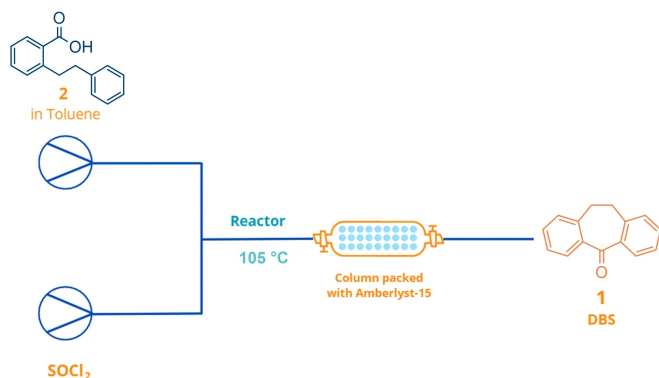 O
OH
2
in Toluene
Reactor
105 °C
Column packed
with Amberlyst-15
O
1
DBS
SOCl₂